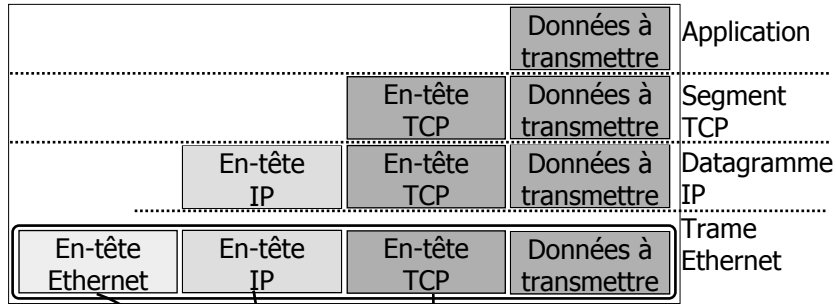 Données à
transmettre
Application
En-tête
TCP
Données à
transmettre
Segment
TCP
En-tête
IP
En-tête
TCP
Données à
transmettre
Datagramme
IP
En-tête
Ethernet
En-tête
IP
En-tête
TCP
Données à
transmettre
Trame
Ethernet